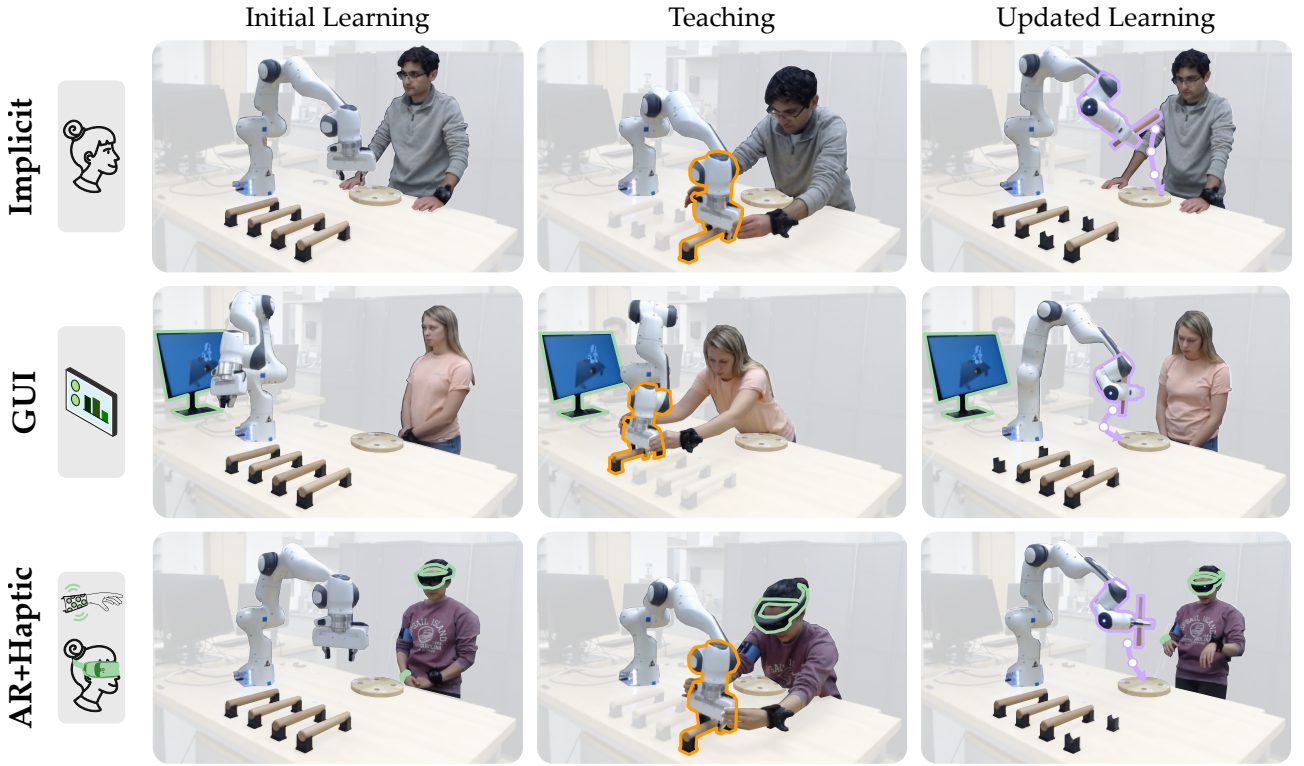 Initial Learning
Teaching
Updated Learning
Implicit
GUI
AR+Haptic